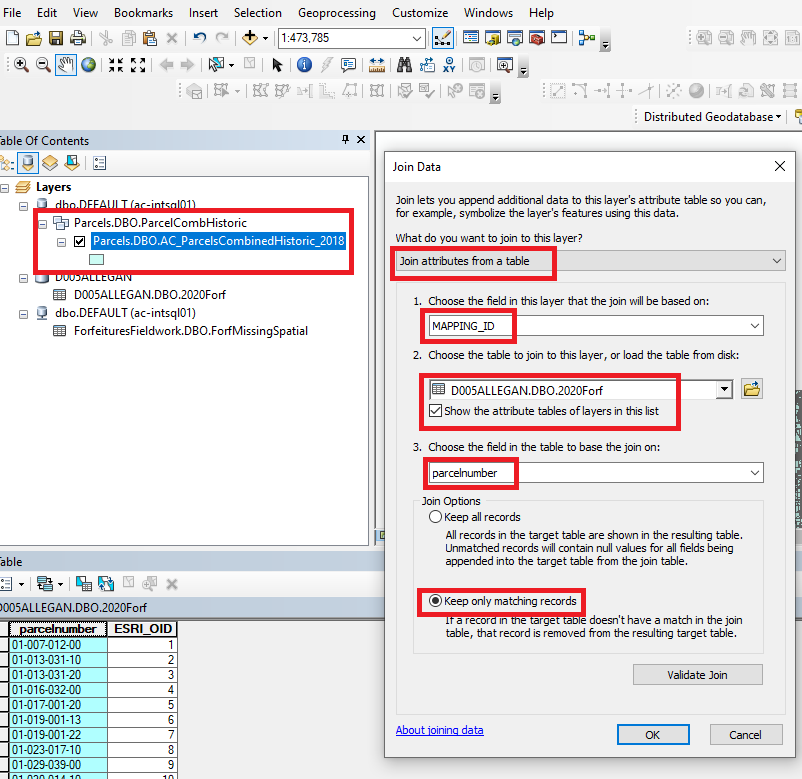 File Edit View Bookmarks Insert Selection Geoprocessing Customize Windows Help
1:473,785
Distributed Geodatabase
Table Of Contents
Layers
dbo.DEFAULT (ac-intsql01)
Parcels.DBO.ParcelCombHistoric
Parcels.DBO.AC_ParcelsCombinedHistoric_2018
D005ALLEGAN
D005ALLEGAN.DBO.2020Forf
dbo.DEFAULT (ac-intsql01)
ForfeituresFieldwork.DBO.ForfMissingSpatial
Table
D005ALLEGAN.DBO.2020Forf
parcelnumber ESRI_OID
01-007-012-00 1
01-013-031-10 2
01-013-031-20 3
01-016-032-00 4
01-017-001-20 5
01-019-001-13 6
01-019-001-22 7
01-023-017-10 8
01-029-039-00 9
Join Data
Join lets you append additional data to this layer's attribute table so you can,
for example, symbolize the layer's features using this data.
What do you want to join to this layer?
Join attributes from a table
1. Choose the field in this layer that the join will be based on:
MAPPING_ID
2. Choose the table to join to this layer, or load the table from disk:
D005ALLEGAN.DBO.2020Forf
Show the attribute tables of layers in this list
3. Choose the field in the table to base the join on:
parcelnumber
Join Options
Keep all records
All records in the target table are shown in the resulting table.
Unmatched records will contain null values for all fields being
appended into the target table from the join table.
Keep only matching records
If a record in the target table doesn't have a match in the join
table, that record is removed from the resulting target table.
Validate Join
About joining data
OK Cancel